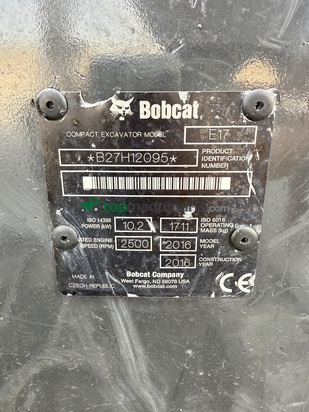 Bobcat
COMPACT EXCAVATOR MODEL E17
*B27H12095* PRODUCT IDENTIFICATION NUMBER
ISO 14396 POWER (kW) 10.2 1711 ISO 6016 OPERATING MASS (kg)
RATED ENGINE SPEED (RPM) 2500 2016 MODEL YEAR
2016 CONSTRUCTION YEAR
Bobcat Company
West Fargo, ND 58078 USA
www.bobcat.com
MADE IN
CZECH REPUBLIC
CE